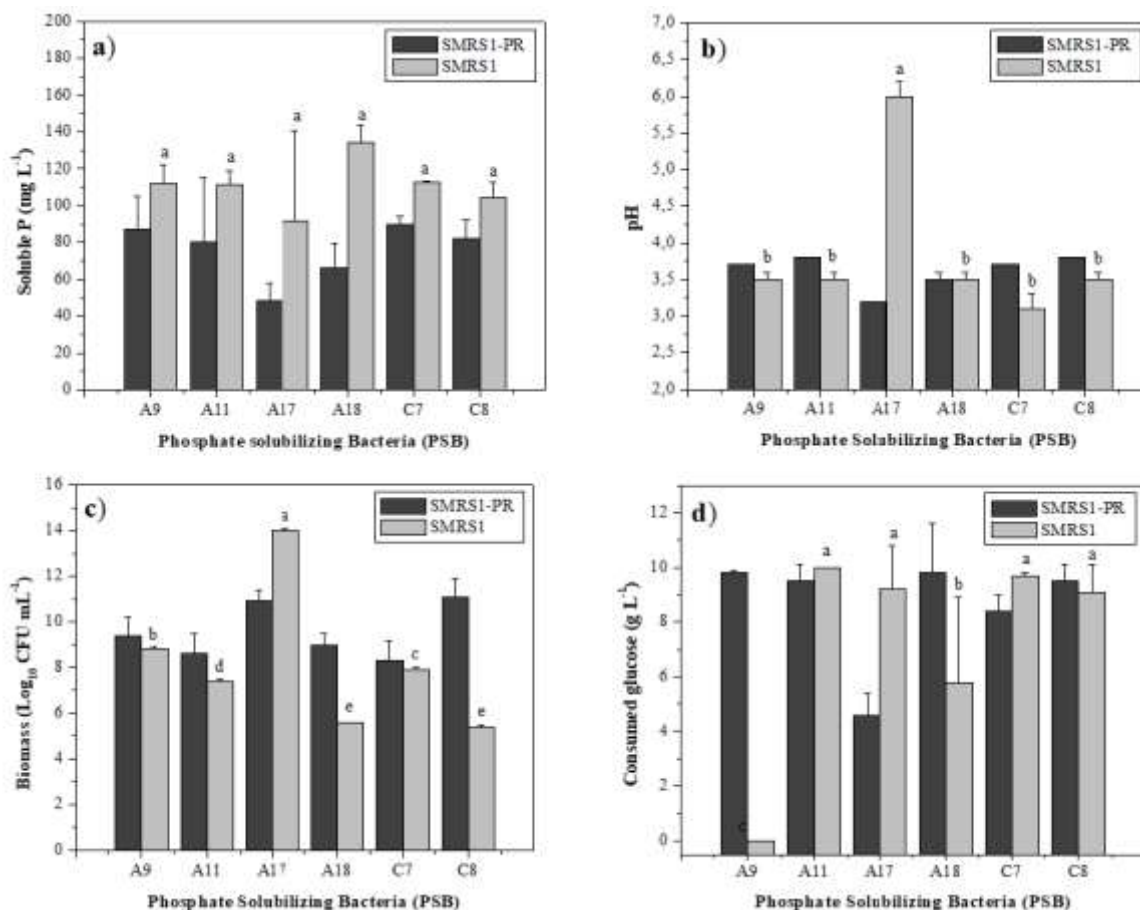 a)
SMRS1-PR
SMRS1
200
180
160
140
120
100
80
60
40
20
0
Soluble P (mg L-1)
a
a
a
a
a
a
A9 A11 A17 A18 C7 C8
Phosphate solubilizing Bacteria (PSB)
b)
SMRS1-PR
SMRS1
7,0
6,5
6,0
5,5
5,0
4,5
4,0
3,5
3,0
2,5
2,0
pH
b
b
a
b
b
b
A9 A11 A17 A18 C7 C8
Phosphate Solubilizing Bacteria (PSB)
c)
SMRS1-PR
SMRS1
16
14
12
10
8
6
4
2
0
Biomass (Log10 CFU mL-1)
b
d
a
e
c
e
A9 A11 A17 A18 C7 C8
Phosphate Solubilizing Bacteria (PSB)
d)
SMRS1-PR
SMRS1
12
10
8
6
4
2
0
Consumed glucose (g L-1)
c
a
a
b
a
a
A9 A11 A17 A18 C7 C8
Phosphate Solubilizing Bacteria (PSB)